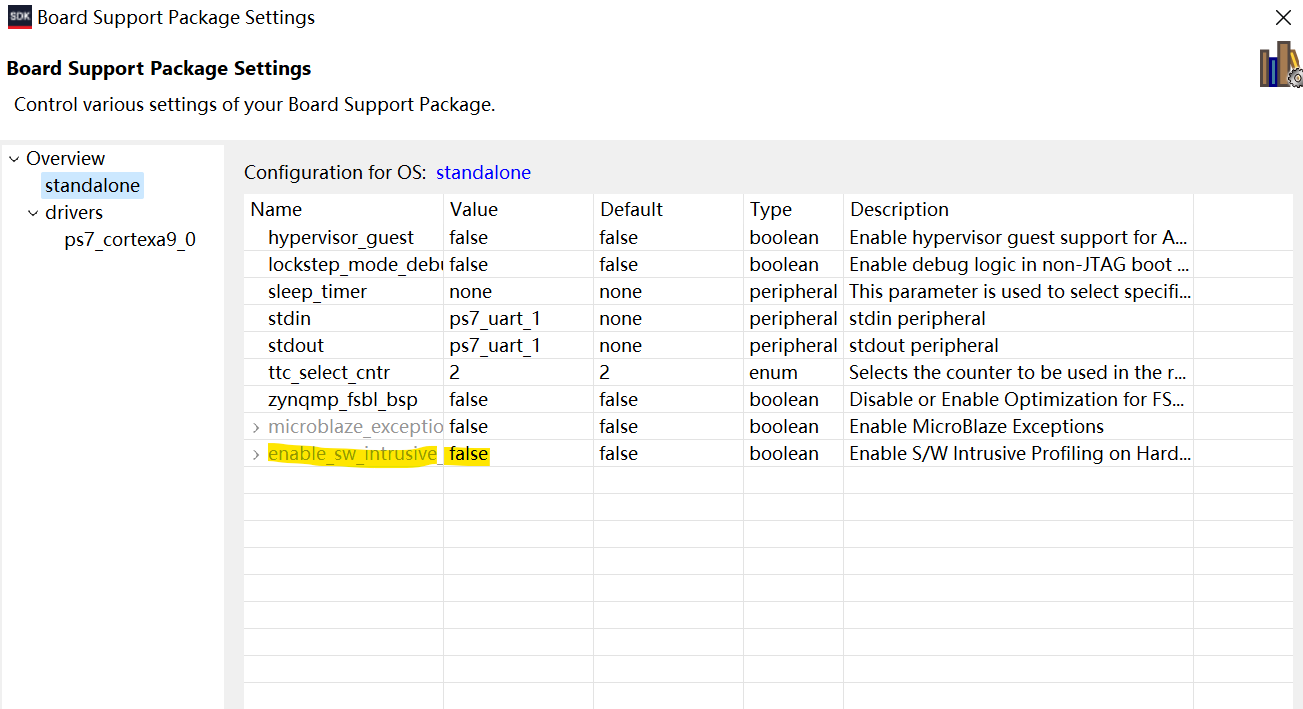 SDK Board Support Package Settings
Board Support Package Settings
Control various settings of your Board Support Package.
Overview
standalone
drivers
ps7_cortexa9_0
Configuration for OS: standalone
Name Value Default Type Description
hypervisor_guest false false boolean Enable hypervisor guest support for A...
lockstep_mode_debu false false boolean Enable debug logic in non-JTAG boot ...
sleep_timer none none peripheral This parameter is used to select specifi...
stdin ps7_uart_1 none peripheral stdin peripheral
stdout ps7_uart_1 none peripheral stdout peripheral
ttc_select_cntr 2 2 enum Selects the counter to be used in the r...
zynqmp_fsbl_bsp false false boolean Disable or Enable Optimization for FS...
microblaze_exceptio false false boolean Enable MicroBlaze Exceptions
enable_sw_intrusive_ false false boolean Enable S/W Intrusive Profiling on Hard...